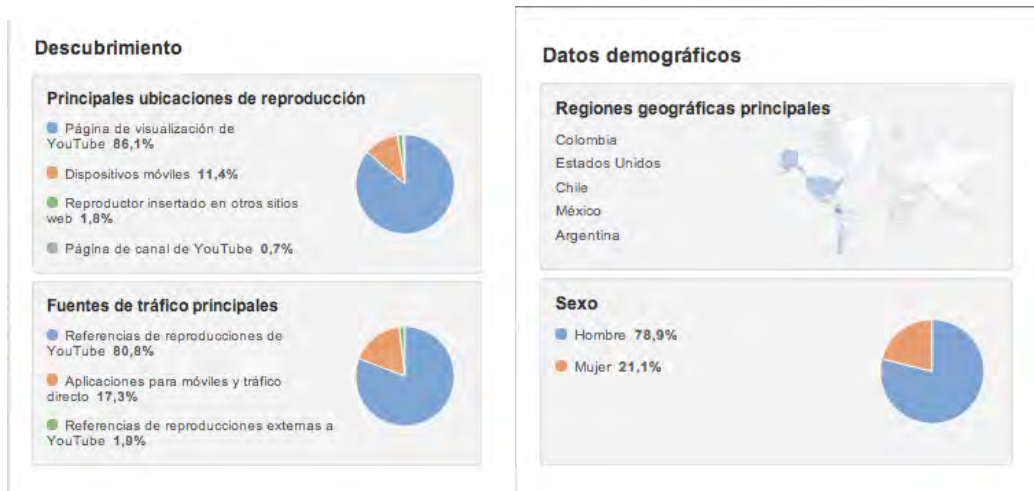 Descubrimiento
Principales ubicaciones de reproducción
Página de visualización de
YouTube 86,1%
Dispositivos móviles 11,4%
Reproductor insertado en otros sitios
web 1,8%
Página de canal de YouTube 0,7%
Fuentes de tráfico principales
Referencias de reproducciones de
YouTube 80,8%
Aplicaciones para móviles y tráfico
directo 17,3%
Referencias de reproducciones externas a
YouTube 1,9%
Datos demográficos
Regiones geográficas principales
Colombia
Estados Unidos
Chile
México
Argentina
Sexo
Hombre 78,9%
Mujer 21,1%